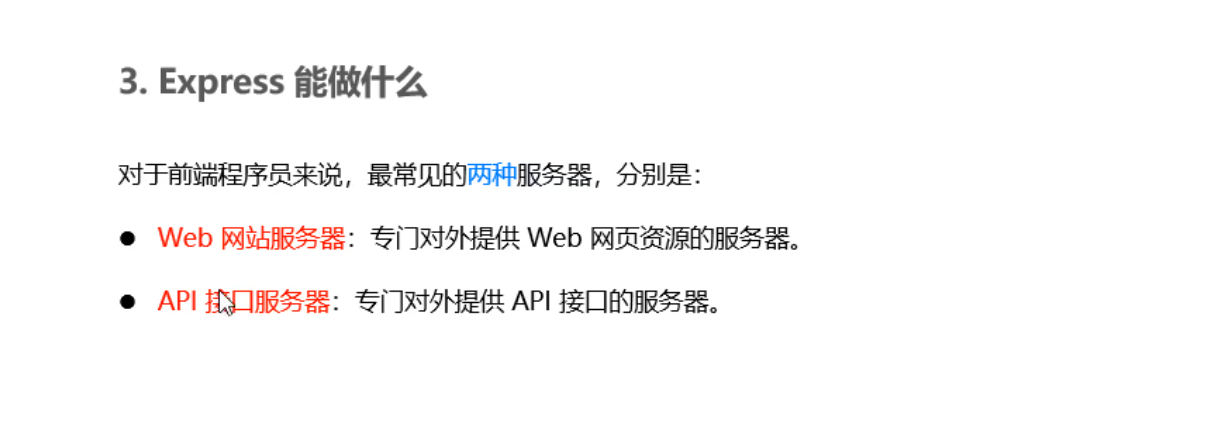 3. Express 能做什么
对于前端程序员来说，最常见的两种服务器，分别是：
● Web 网站服务器：专门对外提供 Web 网页资源的服务器。
● API 接口服务器：专门对外提供 API 接口的服务器。